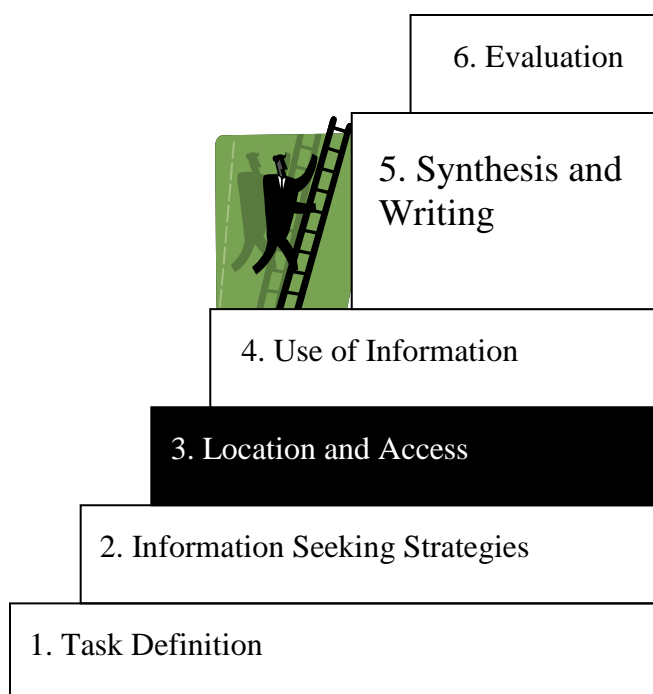 6. Evaluation
5. Synthesis and
Writing
4. Use of Information
3. Location and Access
2. Information Seeking Strategies
1. Task Definition